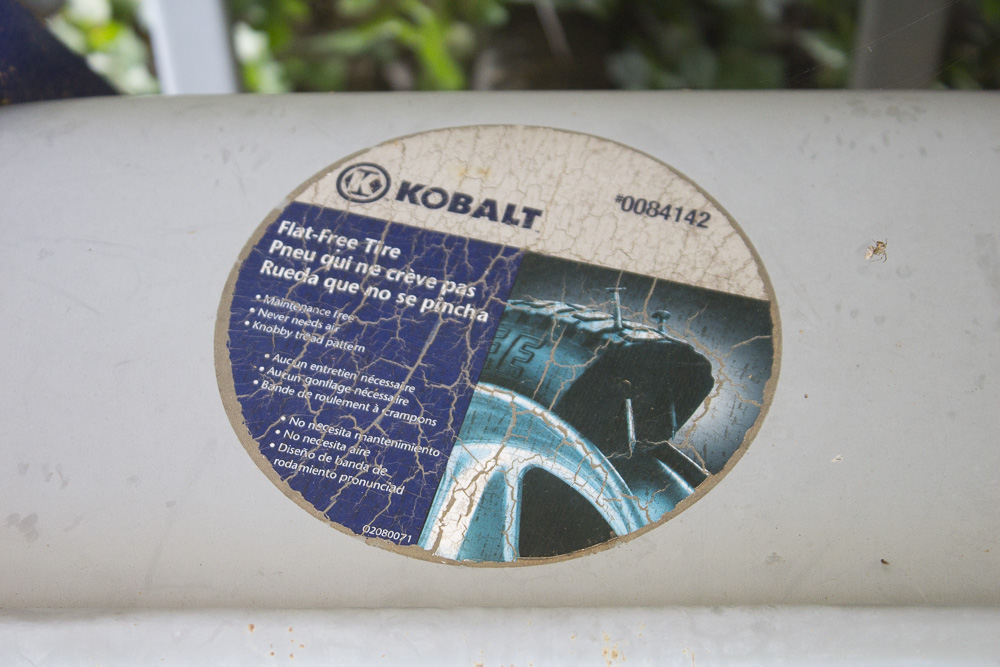 K KOBALT
*0084142
Flat-Free Tire
Pneu qui ne crève pas
Rueda que no se pincha
• Maintenance free
• Never needs air
• Knobby tread pattern
• Aucun entretien nécessaire
• Aucun gonflage nécessaire
• Bande de roulement à crampons
• No necesita mantenimiento
• No necesita aire
• Diseño de banda de
rodamiento pronunciad
02080071